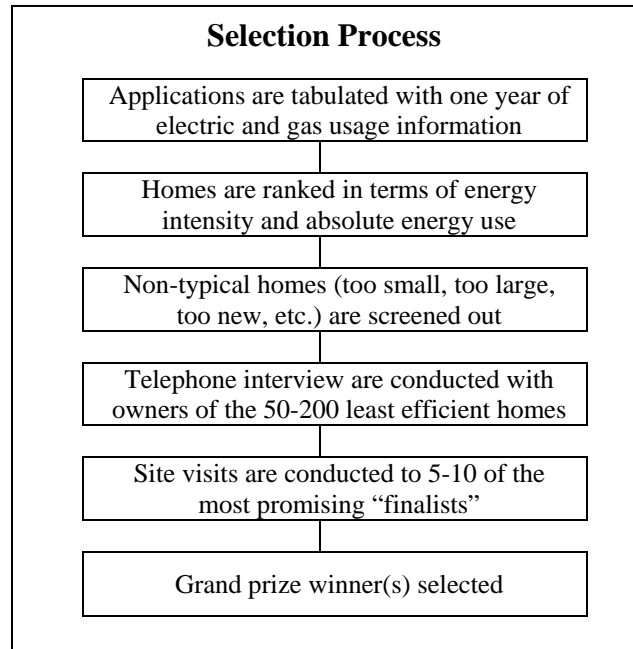 Selection Process
Applications are tabulated with one year of
electric and gas usage information
Homes are ranked in terms of energy
intensity and absolute energy use
Non-typical homes (too small, too large,
too new, etc.) are screened out
Telephone interview are conducted with
owners of the 50-200 least efficient homes
Site visits are conducted to 5-10 of the
most promising “finalists”
Grand prize winner(s) selected